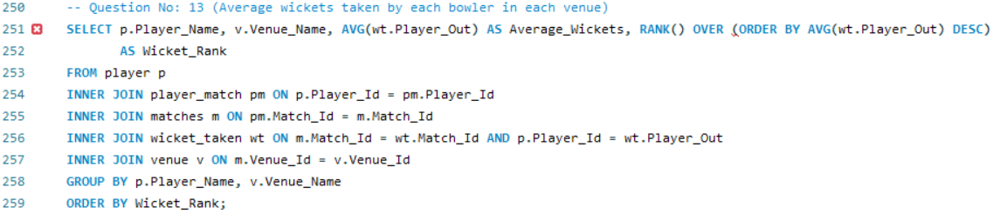 250 -- Question No: 13 (Average wickets taken by each bowler in each venue)
251 SELECT p.Player_Name, v.Venue_Name, AVG(wt.Player_Out) AS Average_Wickets, RANK() OVER (ORDER BY AVG(wt.Player_Out) DESC)
252 AS Wicket_Rank
253 FROM player p
254 INNER JOIN player_match pm ON p.Player_Id = pm.Player_Id
255 INNER JOIN matches m ON pm.Match_Id = m.Match_Id
256 INNER JOIN wicket_taken wt ON m.Match_Id = wt.Match_Id AND p.Player_Id = wt.Player_Out
257 INNER JOIN venue v ON m.Venue_Id = v.Venue_Id
258 GROUP BY p.Player_Name, v.Venue_Name
259 ORDER BY Wicket_Rank;